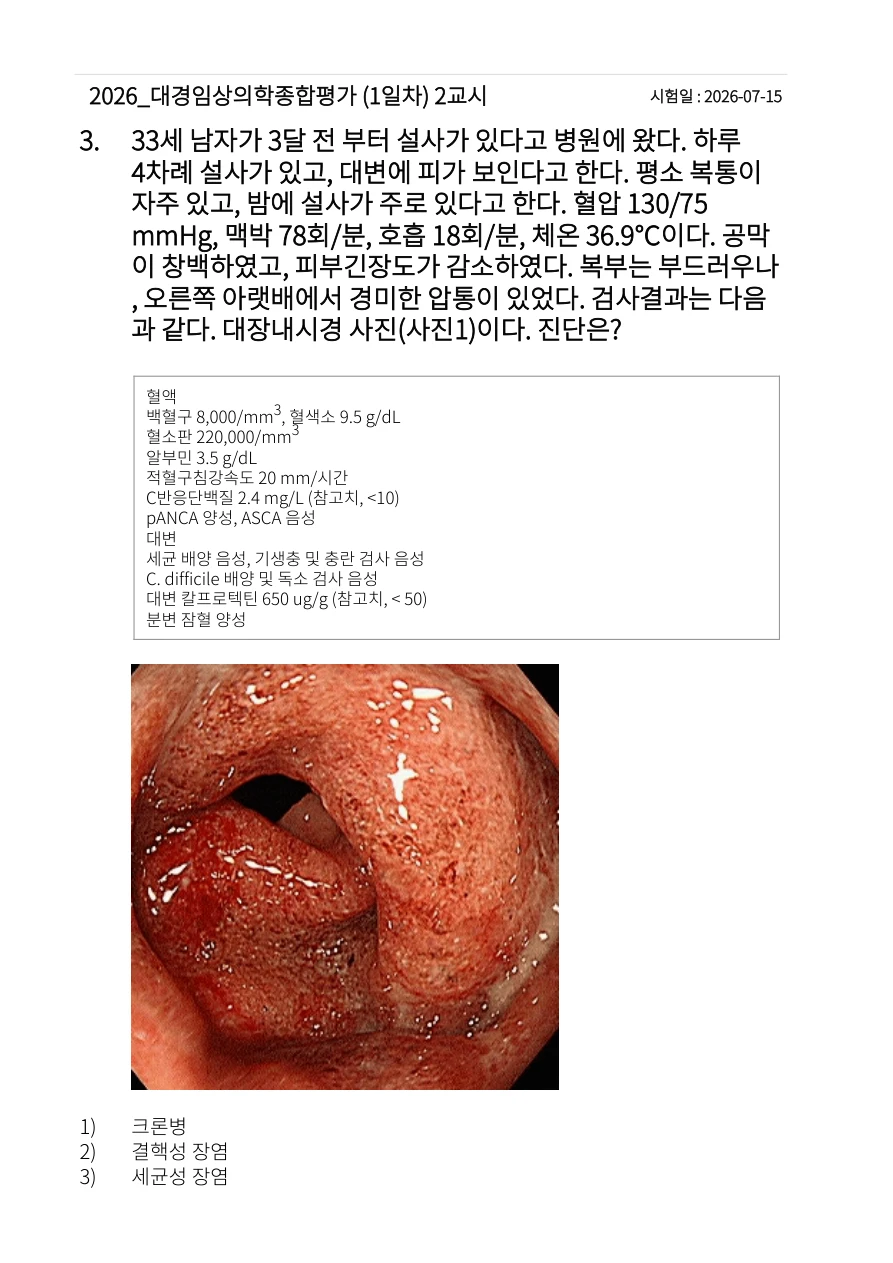 2026_대경임상의학종합평가 (1일차) 2교시
시험일 : 2026-07-15
3. 33세 남자가 3달 전 부터 설사가 있다고 병원에 왔다. 하루
4차례 설사가 있고, 대변에 피가 보인다고 한다. 평소 복통이
자주 있고, 밤에 설사가 주로 있다고 한다. 혈압 130/75
mmHg, 맥박 78회/분, 호흡 18회/분, 체온 36.9℃이다. 공막
이 창백하였고, 피부긴장도가 감소하였다. 복부는 부드러우나
, 오른쪽 아랫배에서 경미한 압통이 있었다. 검사결과는 다음
과 같다. 대장내시경 사진(사진1)이다. 진단은?
혈액
백혈구 8,000/mm³, 혈색소 9.5 g/dL
혈소판 220,000/mm³
알부민 3.5 g/dL
적혈구침강속도 20 mm/시간
C반응단백질 2.4 mg/L (참고치, <10)
pANCA 양성, ASCA 음성
대변
세균 배양 음성, 기생충 및 충란 검사 음성
C. difficile 배양 및 독소 검사 음성
대변 칼프로텍틴 650 ug/g (참고치, < 50)
분변 잠혈 양성
1) 크론병
2) 결핵성 장염
3) 세균성 장염